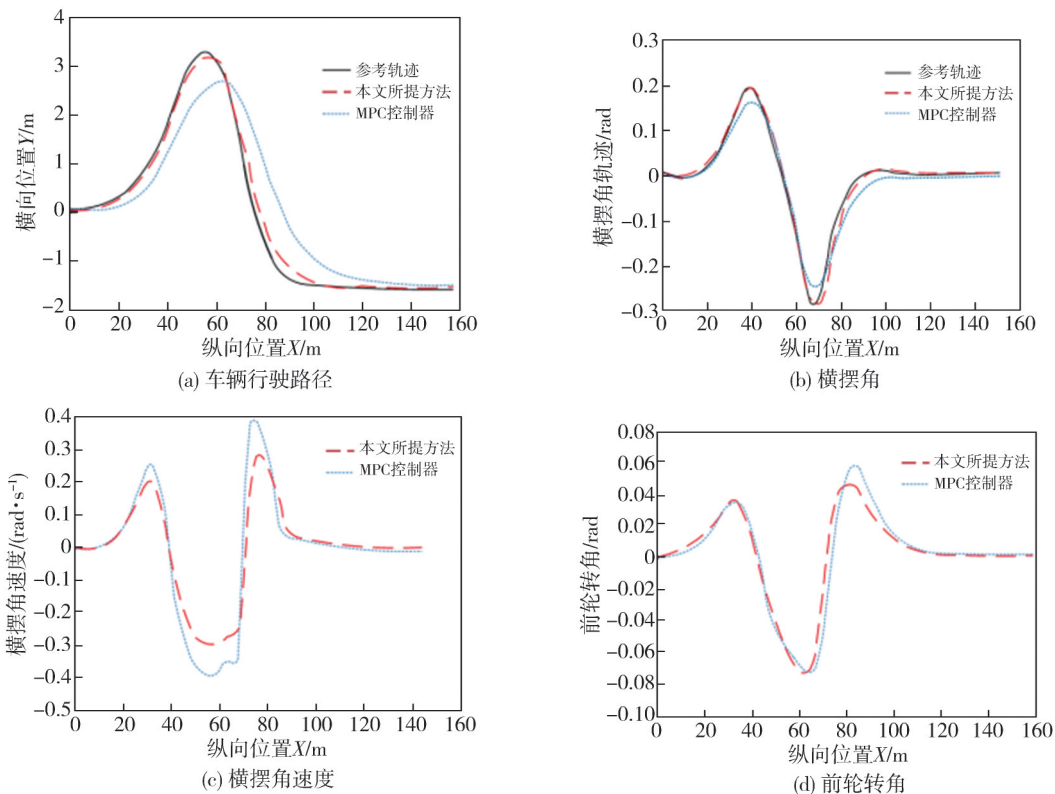 4
3
2
1
0
−1
−2
横向位置Y/m
参考轨迹
本文所提方法
MPC控制器
0 20 40 60 80 100 120 140 160
纵向位置X/m
(a) 车辆行驶路径
0.3
0.2
0.1
0
−0.1
−0.2
−0.3
横摆角轨迹/rad
参考轨迹
本文所提方法
MPC控制器
0 20 40 60 80 100 120 140 160
纵向位置X/m
(b) 横摆角
0.4
0.3
0.2
0.1
0
−0.1
−0.2
−0.3
−0.4
−0.5
横摆角速度/(rad·s⁻¹)
本文所提方法
MPC控制器
0 20 40 60 80 100 120 140 160
纵向位置X/m
(c) 横摆角速度
0.08
0.06
0.04
0.02
0
−0.02
−0.04
−0.06
−0.08
−0.10
前轮转角/rad
本文所提方法
MPC控制器
0 20 40 60 80 100 120 140 160
纵向位置X/m
(d) 前轮转角